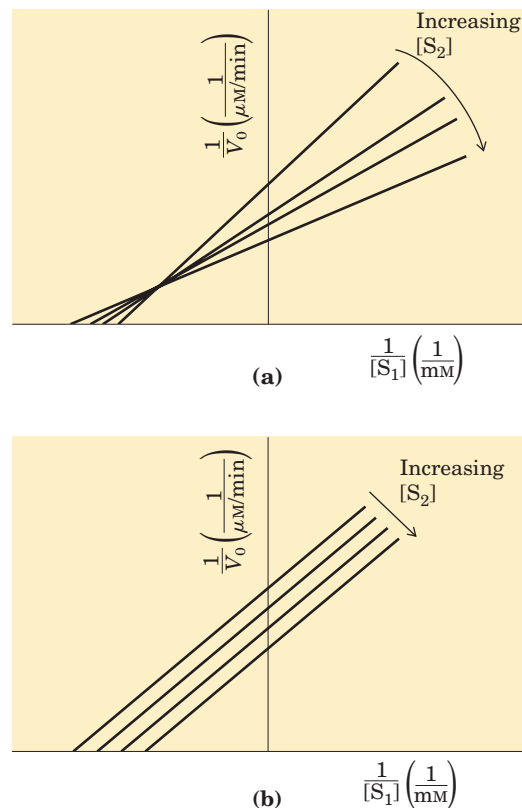 Increasing
[S₂]
1/V₀ (1/μM/min)
(a)
1/[S₁] (1/mM)
Increasing
[S₂]
1/V₀ (1/μM/min)
(b)
1/[S₁] (1/mM)